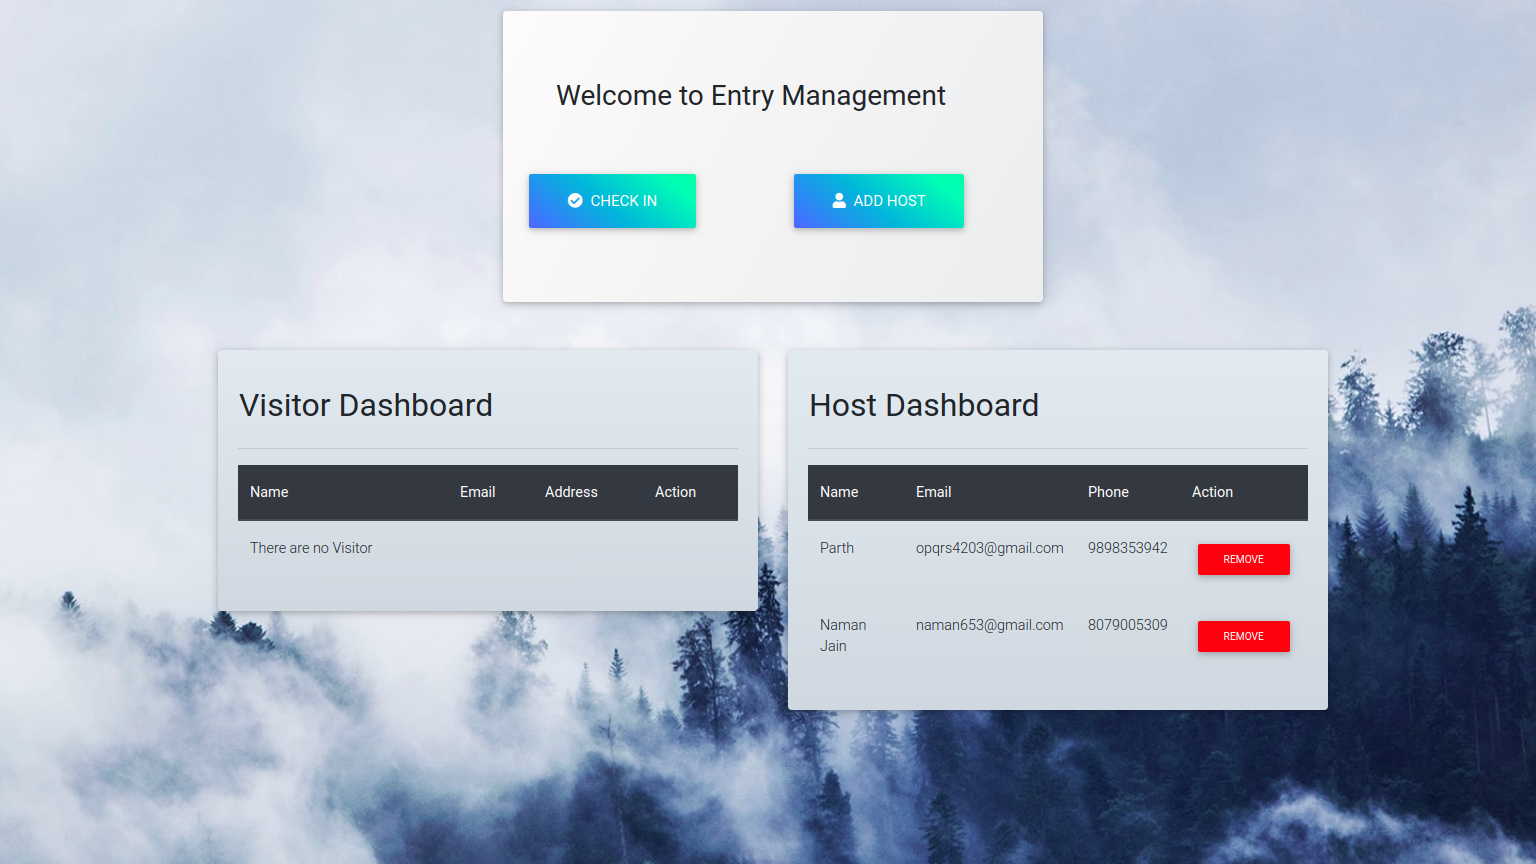 Welcome to Entry Management
CHECK IN
ADD HOST
Visitor Dashboard
Name Email Address Action
There are no Visitor
Host Dashboard
Name Email Phone Action
Parth opqrs4203@gmail.com 9898353942 REMOVE
Naman naman653@gmail.com 8079005309 REMOVE
Jain